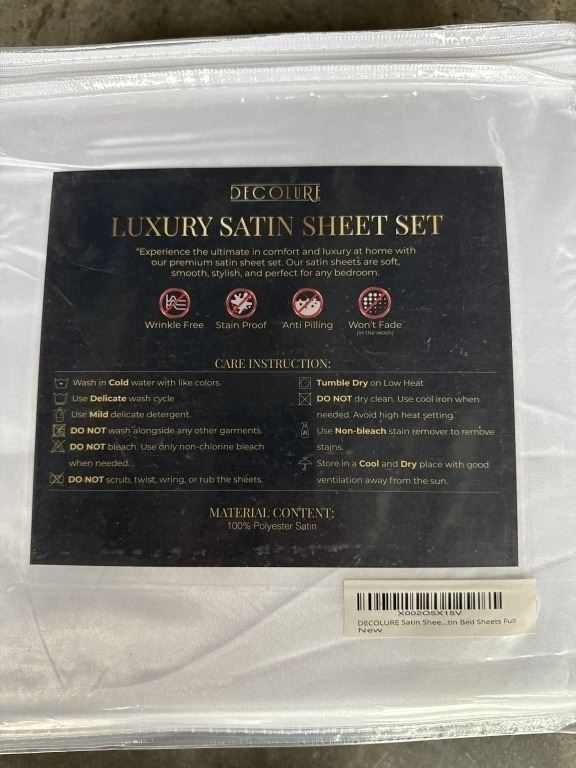 DECOLURE
LUXURY SATIN SHEET SET
"Experience the ultimate in comfort and luxury at home with
our premium satin sheet set. Our satin sheets are soft,
smooth, stylish, and perfect for any bedroom.
Wrinkle Free
Stain Proof
Anti Pilling
Won't Fade
(in the wash)
CARE INSTRUCTION:
Wash in Cold water with like colors.
Use Delicate wash cycle
Use Mild delicate detergent.
DO NOT wash alongside any other garments.
DO NOT bleach. Use only non-chlorine bleach
when needed.
DO NOT scrub, twist, wring, or rub the sheets.
Tumble Dry on Low Heat
DO NOT dry clean. Use cool iron when
needed. Avoid high heat setting.
Use Non-bleach stain remover to remove
stains.
Store in a Cool and Dry place with good
ventilation away from the sun.
MATERIAL CONTENT:
100% Polyester Satin
X002O5X15V
DECOLURE Satin Shee...tin Bed Sheets Full
New